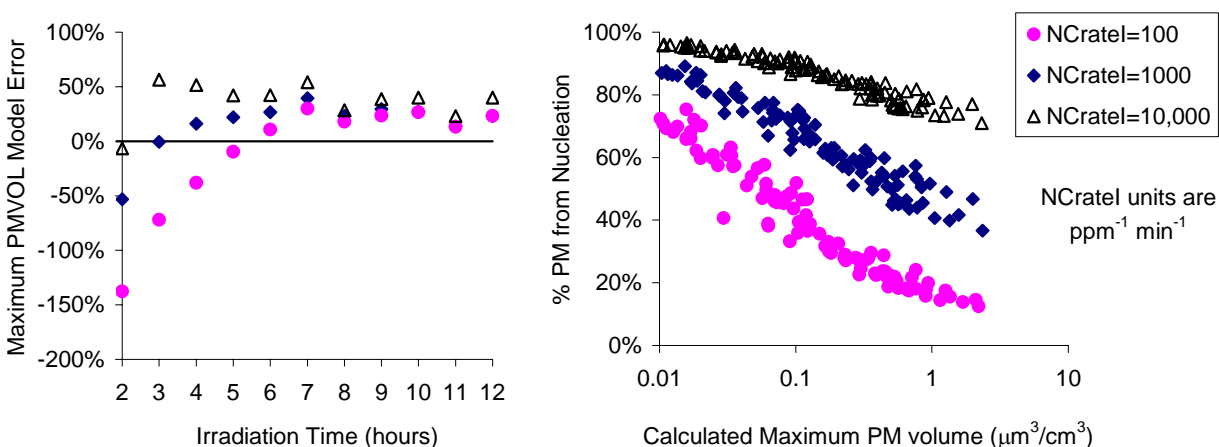 Maximum PMVOL Model Error
100%
50%
0%
-50%
-100%
-150%
-200%
2 3 4 5 6 7 8 9 10 11 12
Irradiation Time (hours)
% PM from Nucleation
100%
80%
60%
40%
20%
0%
0.01 0.1 1 10
Calculated Maximum PM volume (μm³/cm³)
NCrateI=100
NCrateI=1000
NCrateI=10,000
NCrateI units are
ppm⁻¹ min⁻¹